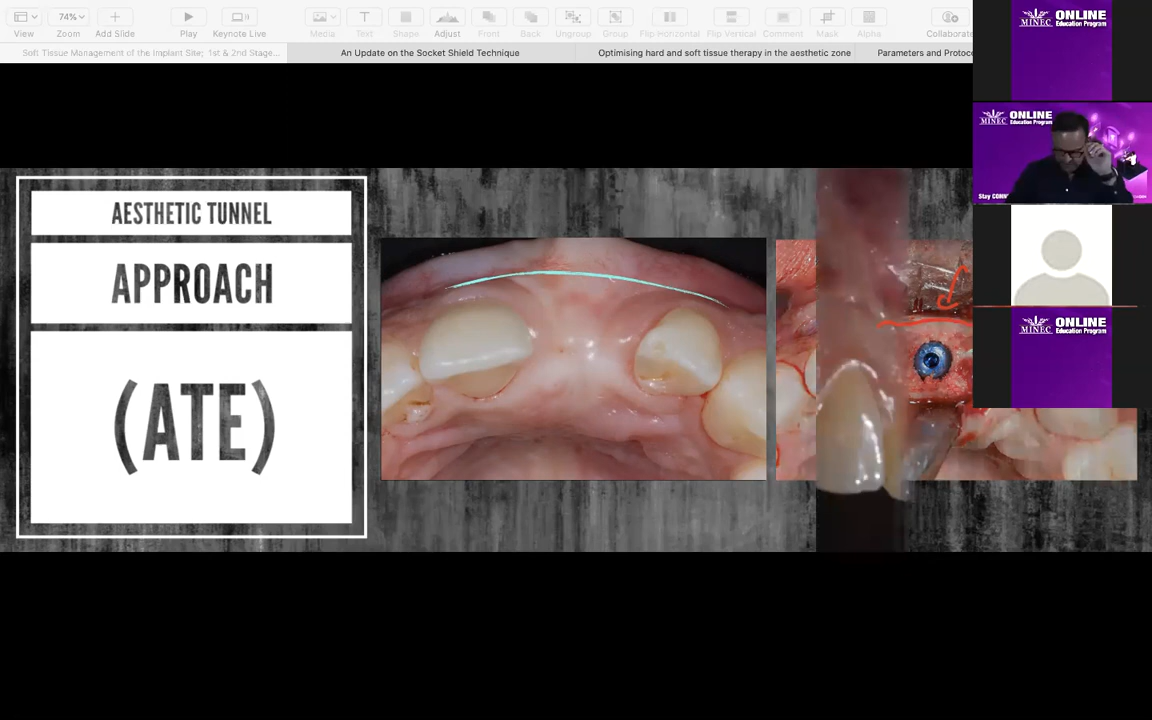 View
74%
Zoom
Add Slide
Play
Keynote Live
Media
Text
Shape
Adjust
Front
Back
Ungroup
Group
Flip Horizontal
Flip Vertical
Comment
Mask
Alpha
Collaborate
Soft Tissue Management of the Implant Site; 1st & 2nd Stage...
An Update on the Socket Shield Technique
Optimising hard and soft tissue therapy in the aesthetic zone
Parameters and Protoc
AESTHETIC TUNNEL
APPROACH
(ATE)
MINEC ONLINE
Education Program
MINEC ONLINE
Education Program
Stay CONN
MINEC ONLINE
Education Program